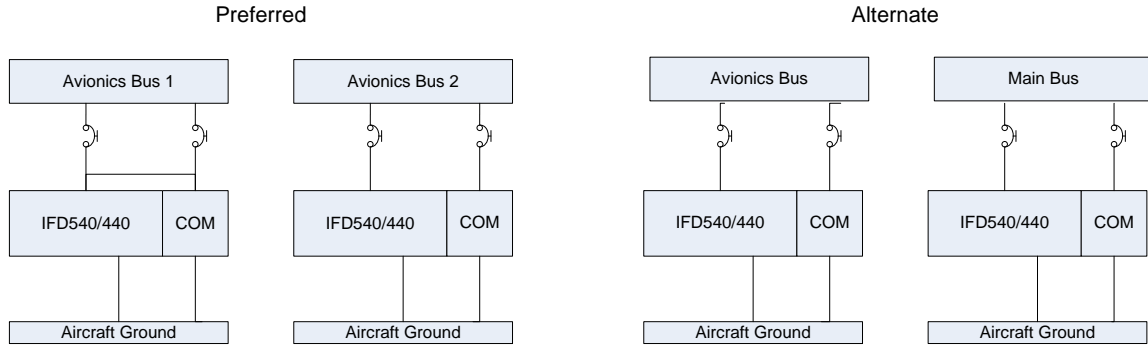 Preferred
Alternate
Avionics Bus 1
Avionics Bus 2
Avionics Bus
Main Bus
IFD540/440
COM
IFD540/440
COM
IFD540/440
COM
IFD540/440
COM
Aircraft Ground
Aircraft Ground
Aircraft Ground
Aircraft Ground